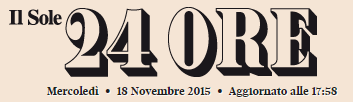 Il Sole 24 ORE
Mercoledì • 18 Novembre 2015 • Aggiornato alle 17:58